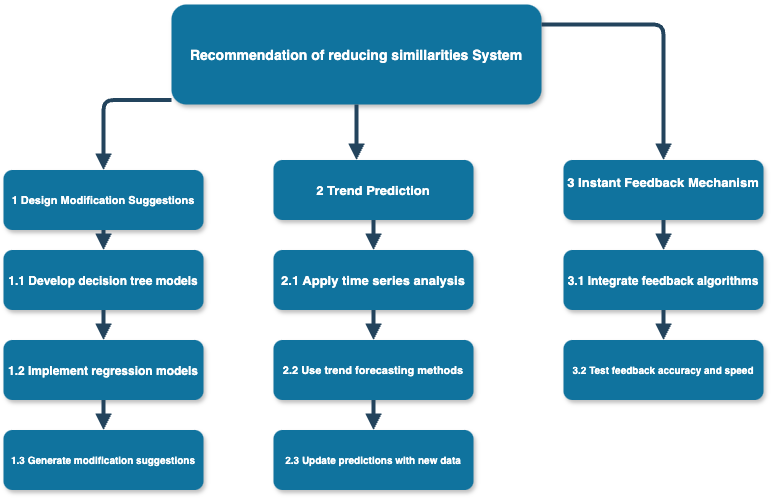 Recommendation of reducing simillarities System
1 Design Modification Suggestions
2 Trend Prediction
3 Instant Feedback Mechanism
1.1 Develop decision tree models
2.1 Apply time series analysis
3.1 Integrate feedback algorithms
1.2 Implement regression models
2.2 Use trend forecasting methods
3.2 Test feedback accuracy and speed
1.3 Generate modification suggestions
2.3 Update predictions with new data